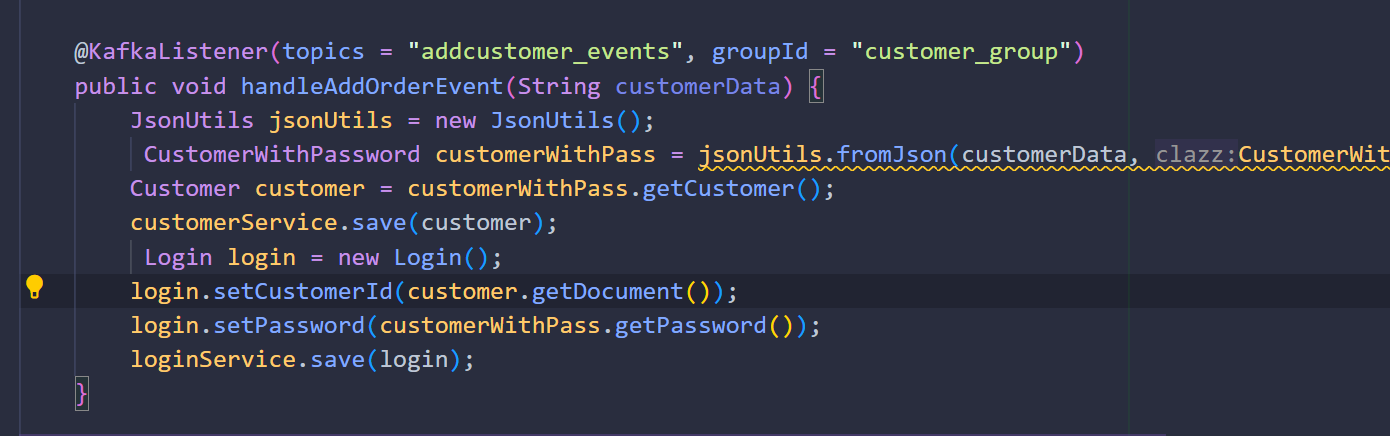 @KafkaListener(topics = "addcustomer_events", groupId = "customer_group")
public void handleAddOrderEvent(String customerData) {
JsonUtils jsonUtils = new JsonUtils();
CustomerWithPassword customerWithPass = jsonUtils.fromJson(customerData, clazz:CustomerWit
Customer customer = customerWithPass.getCustomer();
customerService.save(customer);
Login login = new Login();
login.setCustomerId(customer.getDocument());
login.setPassword(customerWithPass.getPassword());
loginService.save(login);
}